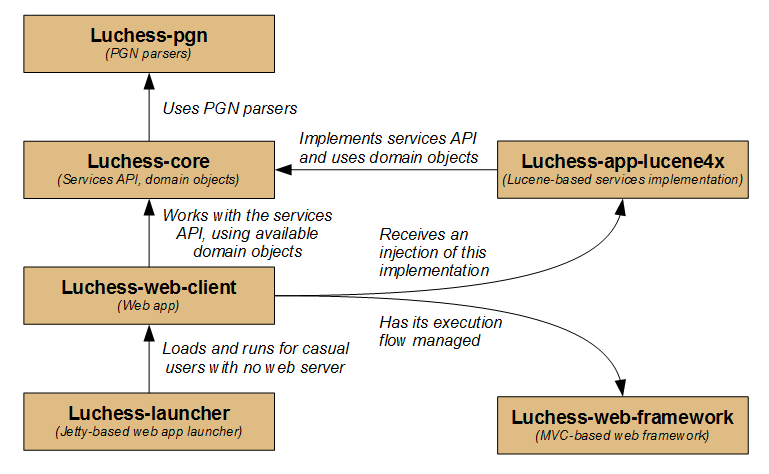 Luchess-pgn
(PGN parsers)
Uses PGN parsers
Luchess-core
(Services API, domain objects)
Implements services API
and uses domain objects
Luchess-app-lucene4x
(Lucene-based services implementation)
Works with the services
API, using available
domain objects
Receives an
injection of this
implementation
Luchess-web-client
(Web app)
Has its execution
flow managed
Loads and runs for casual
users with no web server
Luchess-launcher
(Jetty-based web app launcher)
Luchess-web-framework
(MVC-based web framework)